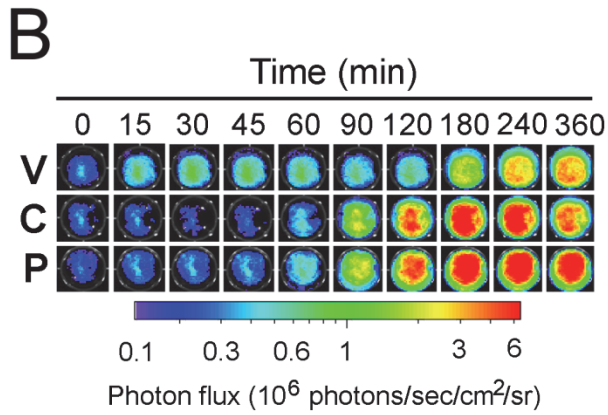 B
Time (min)
0 15 30 45 60 90 120 180 240 360
V
C
P
0.1 0.3 0.6 1 3 6
Photon flux (10⁶ photons/sec/cm²/sr)